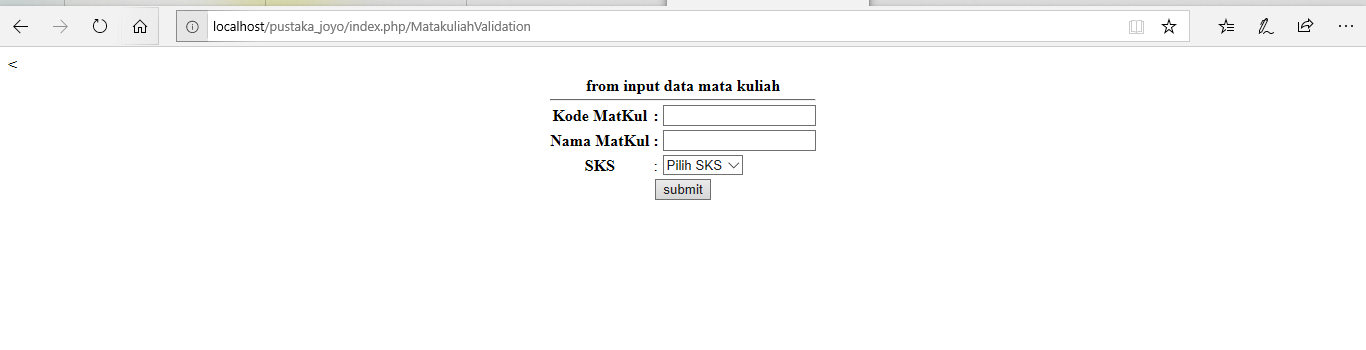 localhost/pustaka_joyo/index.php/MatakuliahValidation
<
from input data mata kuliah
Kode MatKul :
Nama MatKul :
SKS : Pilih SKS
submit